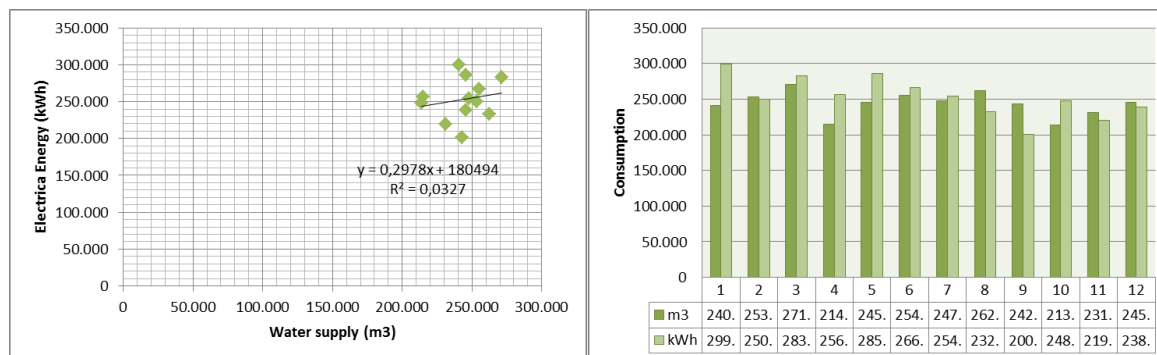 350.000
300.000
250.000
200.000
150.000
100.000
50.000
0
Electrica Energy (kWh)
y = 0,2978x + 180494
R² = 0,0327
0 50.000 100.000 150.000 200.000 250.000 300.000
Water supply (m3)
350.000
300.000
250.000
200.000
150.000
100.000
50.000
0
Consumption
1 2 3 4 5 6 7 8 9 10 11 12
m3 240. 253. 271. 214. 245. 254. 247. 262. 242. 213. 231. 245.
kWh 299. 250. 283. 256. 285. 266. 254. 232. 200. 248. 219. 238.